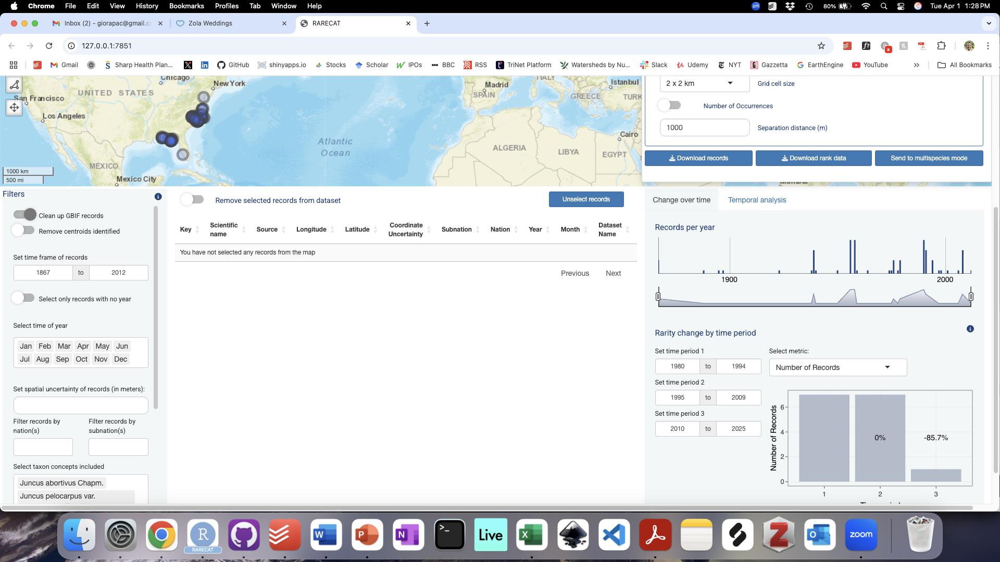 Chrome File Edit View History Bookmarks Profiles Tab Window Help
zm 80% Tue Apr 1 1:28 PM
Inbox (2) - giorapac@gmail.c
Zola Weddings
RARECAT
127.0.0.1:7851
Gmail Sharp Health Plan... GitHub shinyapps.io Stocks Scholar IPOs BBC RSS TriNet Platform Watersheds by Nu... Slack Udemy NYT Gazzetta EarthEngine YouTube All Bookmarks
Chicago
New York
UNITED STATES
San Francisco
Los Angeles
MÉXICO
Mexico City
Atlantic
Ocean
Madrid
SPAIN
ITALY
GREECE
Istanbul
TURK
ALGERIA
LIBYA
Cairo
EGYPT
1000 km
500 mi
2 x 2 km Grid cell size
Number of Occurrences
1000 Separation distance (m)
Download records Download rank data Send to multispecies mode
Filters
Clean up GBIF records
Remove centroids identified
Set time frame of records
1867 to 2012
Select only records with no year
Select time of year
Jan Feb Mar Apr May Jun
Jul Aug Sep Oct Nov Dec
Set spatial uncertainty of records (in meters):
Filter records by
nation(s)
Filter records by
subnation(s)
Select taxon concepts included
Juncus abortivus Chapm.
Juncus pelocarpus var.
Remove selected records from dataset
Unselect records
Key Scientific name Source Longitude Latitude Coordinate Uncertainty Subnation Nation Year Month Dataset Name
You have not selected any records from the map
Previous Next
Change over time Temporal analysis
Records per year
1900 2000
Rarity change by time period
Set time period 1
1980 to 1994
Set time period 2
1995 to 2009
Set time period 3
2010 to 2025
Select metric:
Number of Records
Number of Records
6
4
2
0
0%
-85.7%
1 2 3
RARECAT
Live
zoom